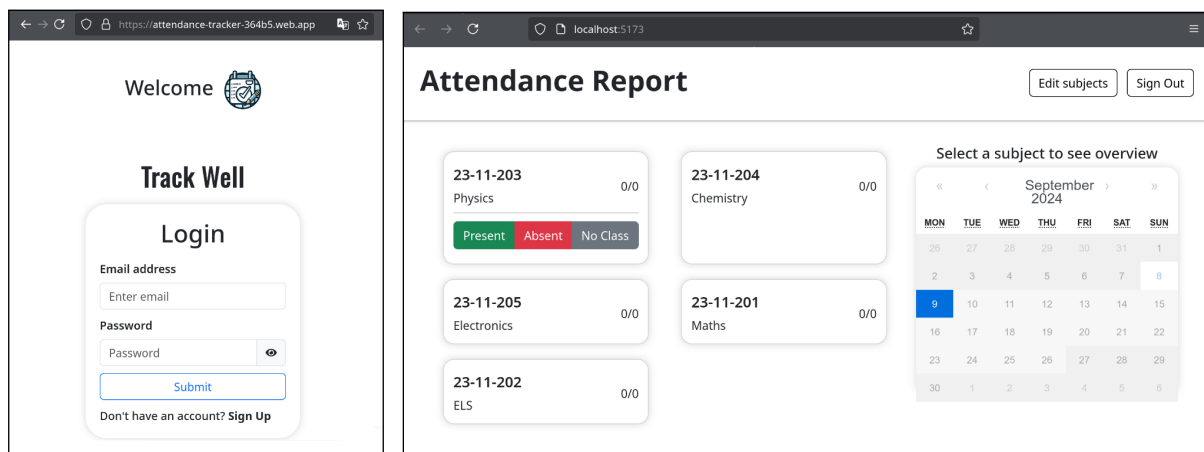 https://attendance-tracker-364b5.web.app
Welcome
Track Well
Login
Email address
Enter email
Password
Password
Submit
Don't have an account? Sign Up
localhost:5173
Attendance Report
Edit subjects
Sign Out
23-11-203
Physics
0/0
Present Absent No Class
23-11-204
Chemistry
0/0
23-11-205
Electronics
0/0
23-11-201
Maths
0/0
23-11-202
ELS
0/0
Select a subject to see overview
« ‹ September › »
2024
MON TUE WED THU FRI SAT SUN
26 27 28 29 30 31 1
2 3 4 5 6 7 8
9 10 11 12 13 14 15
16 17 18 19 20 21 22
23 24 25 26 27 28 29
30 1 2 3 4 5 6